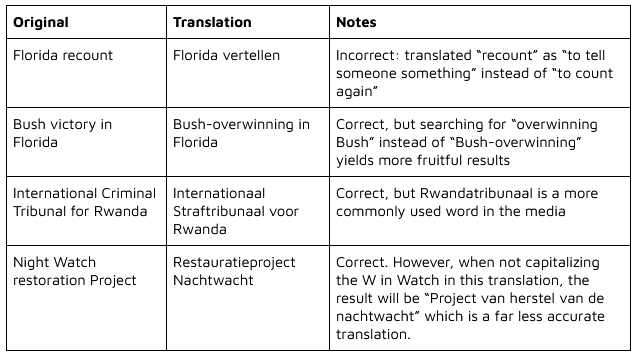 Original Translation Notes
Florida recount Florida vertellen Incorrect: translated “recount” as “to tell
someone something” instead of “to count
again”
Bush victory in Bush-overwinning in Correct, but searching for “overwinning
Florida Florida Bush” instead of “Bush-overwinning”
yields more fruitful results
International Criminal Internationaal Correct, but Rwandatribunaal is a more
Tribunal for Rwanda Straftribunaal voor commonly used word in the media
Rwanda
Night Watch Restauratieproject Correct. However, when not capitalizing
restoration Project Nachtwacht the W in Watch in this translation, the
result will be “Project van herstel van de
nachtwacht” which is a far less accurate
translation.